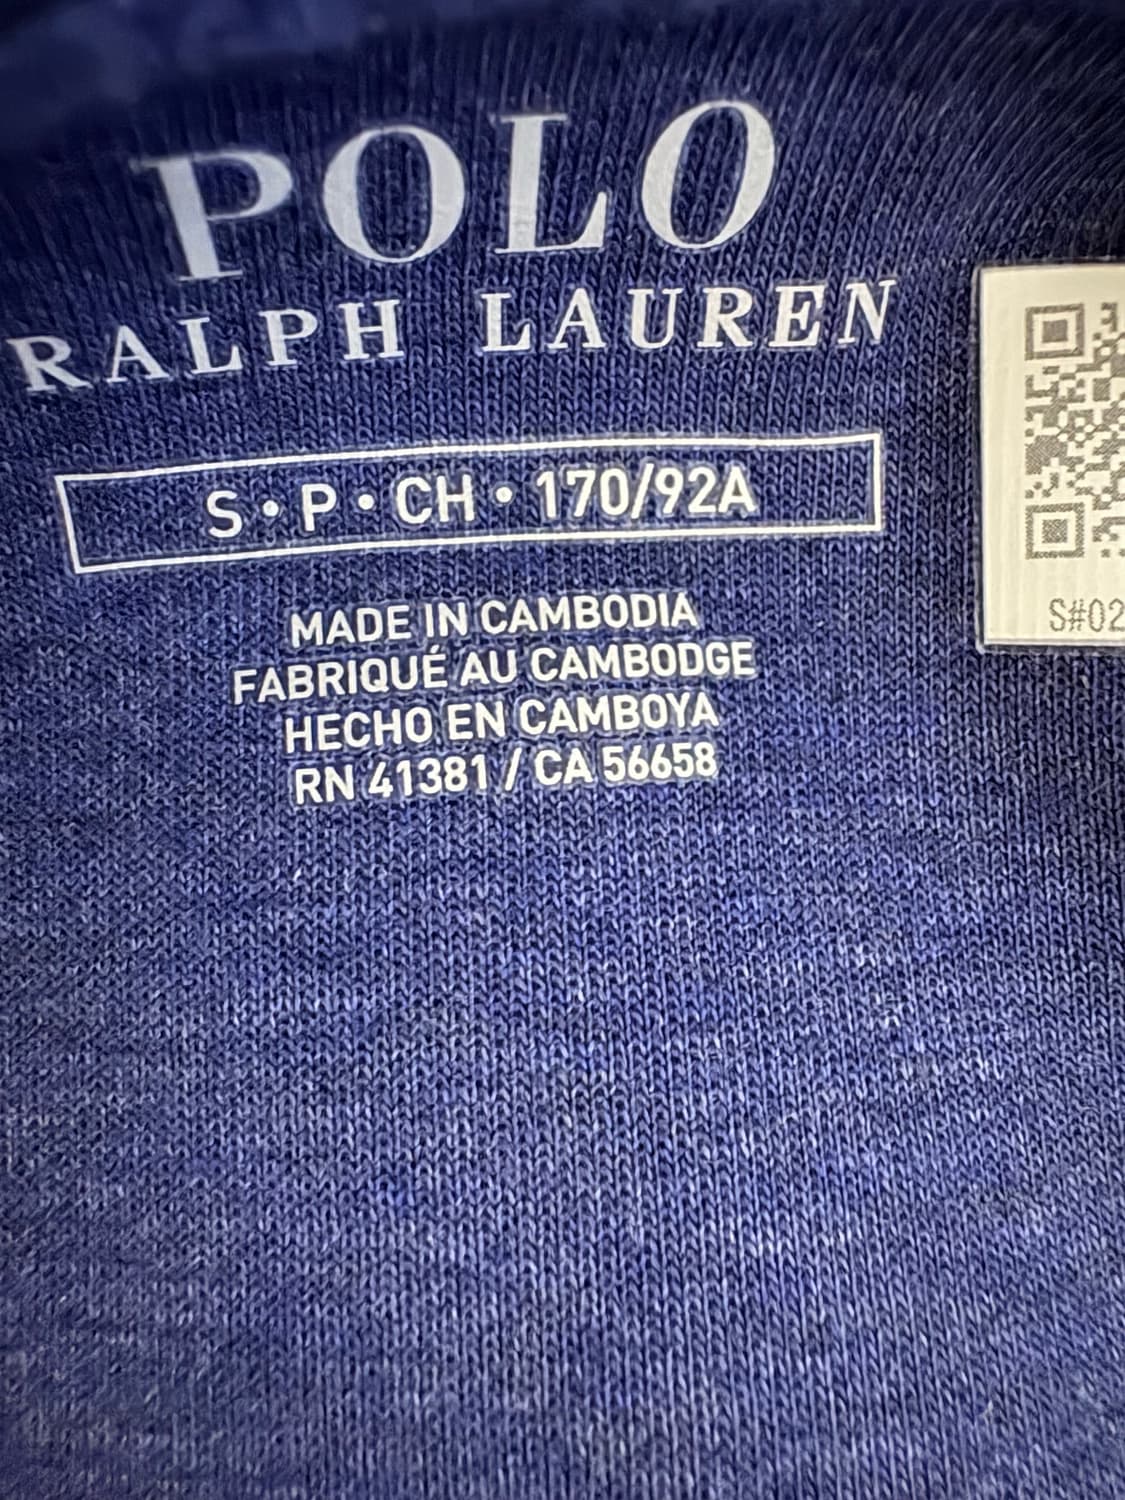 POLO
RALPH LAUREN
S • P • CH • 170/92A
MADE IN CAMBODIA
FABRIQUÉ AU CAMBODGE
HECHO EN CAMBOYA
RN 41381 / CA 56658
S#02